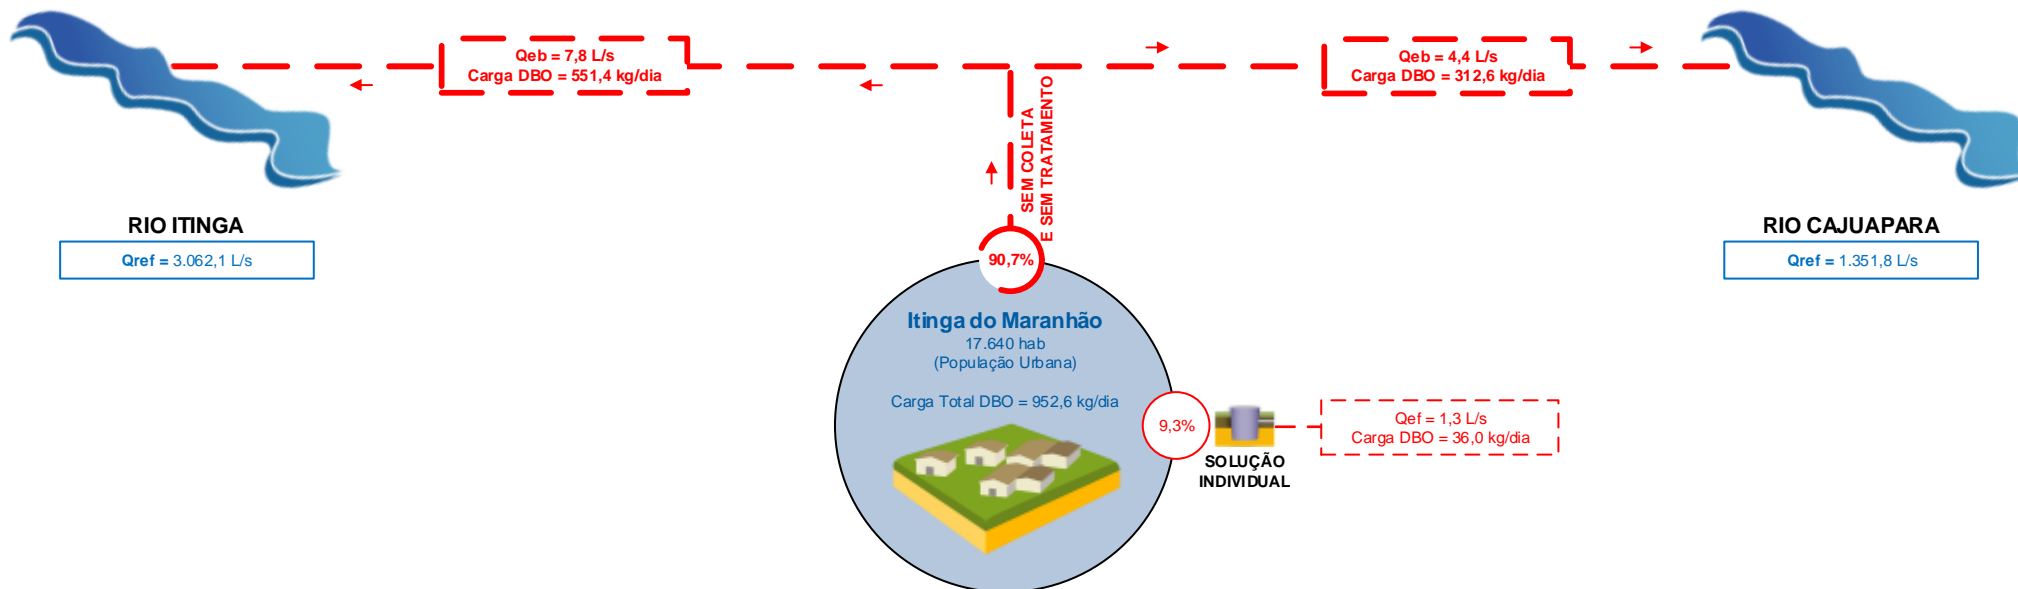 Qeb = 7,8 L/s
Carga DBO = 551,4 kg/dia
Qeb = 4,4 L/s
Carga DBO = 312,6 kg/dia
SEM COLETA
E SEM TRATAMENTO
RIO ITINGA
Qref = 3.062,1 L/s
RIO CAJUAPARA
Qref = 1.351,8 L/s
90,7%
Itinga do Maranhão
17.640 hab
(População Urbana)
Carga Total DBO = 952,6 kg/dia
9,3%
SOLUÇÃO
INDIVIDUAL
Qef = 1,3 L/s
Carga DBO = 36,0 kg/dia